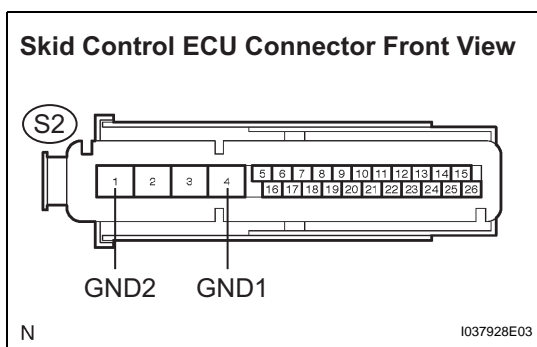 Skid Control ECU Connector Front View
S2
1 2 3 4
5 6 7 8 9 10 11 12 13 14 15
16 17 18 19 20 21 22 23 24 25 26
GND2 GND1
N I037928E03